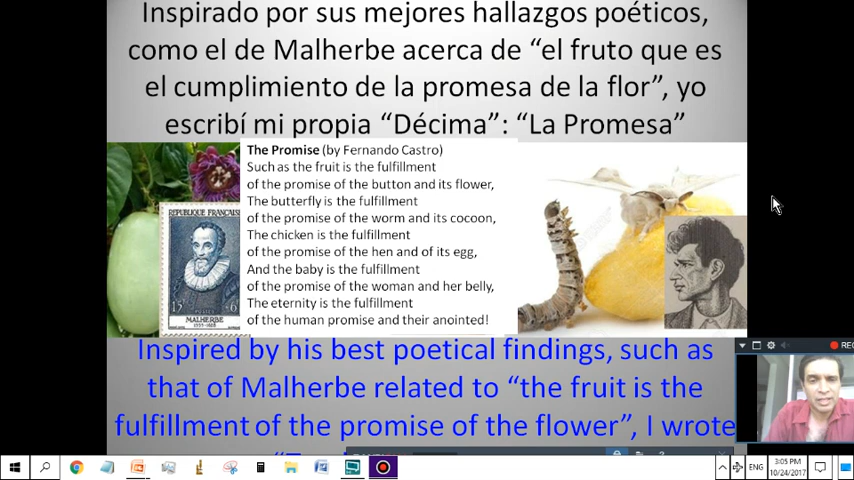 Inspirado por sus mejores hallazgos poéticos,
como el de Malherbe acerca de “el fruto que es
el cumplimiento de la promesa de la flor”, yo
escribí mi propia “Décima”: “La Promesa”
The Promise (by Fernando Castro)
Such as the fruit is the fulfillment
of the promise of the button and its flower,
The butterfly is the fulfillment
of the promise of the worm and its cocoon,
The chicken is the fulfillment
of the promise of the hen and of its egg,
And the baby is the fulfillment
of the promise of the woman and her belly,
The eternity is the fulfillment
of the human promise and their anointed!
REPUBLIQUE FRANÇAISE
MALHERBE
Inspired by his best poetical findings, such as
that of Malherbe related to “the fruit is the
fulfillment of the promise of the flower”, I wrote
REC
ENG
3:05 PM
10/24/2017